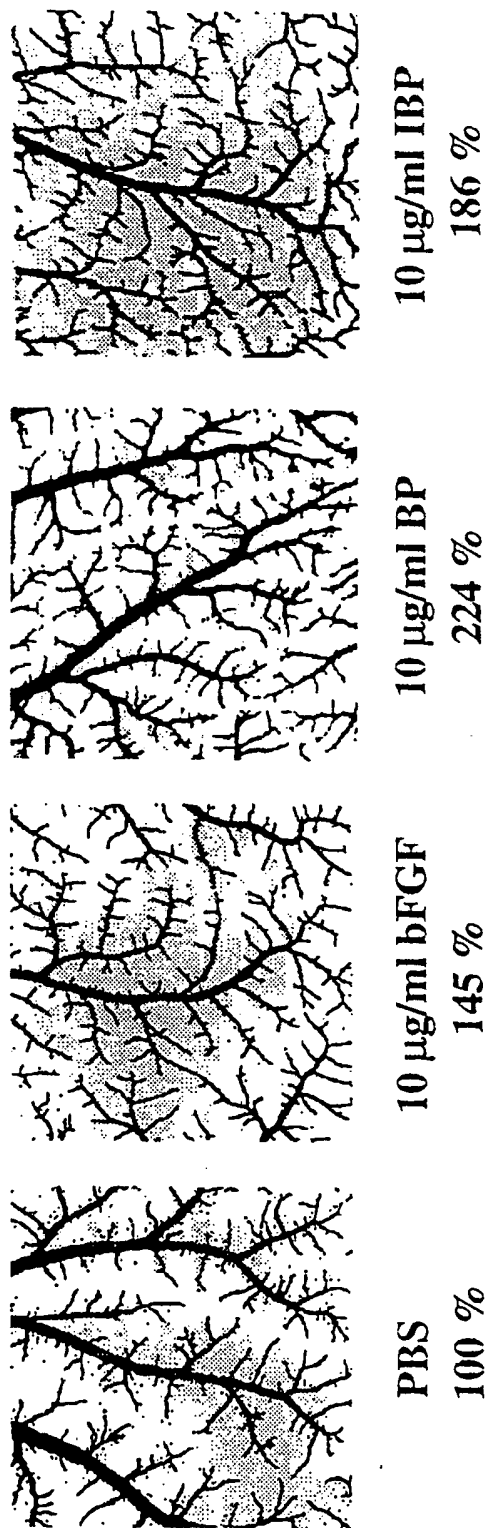 PBS
100 %
10 µg/ml bFGF
145 %
10 µg/ml BP
224 %
10 µg/ml IBP
186 %